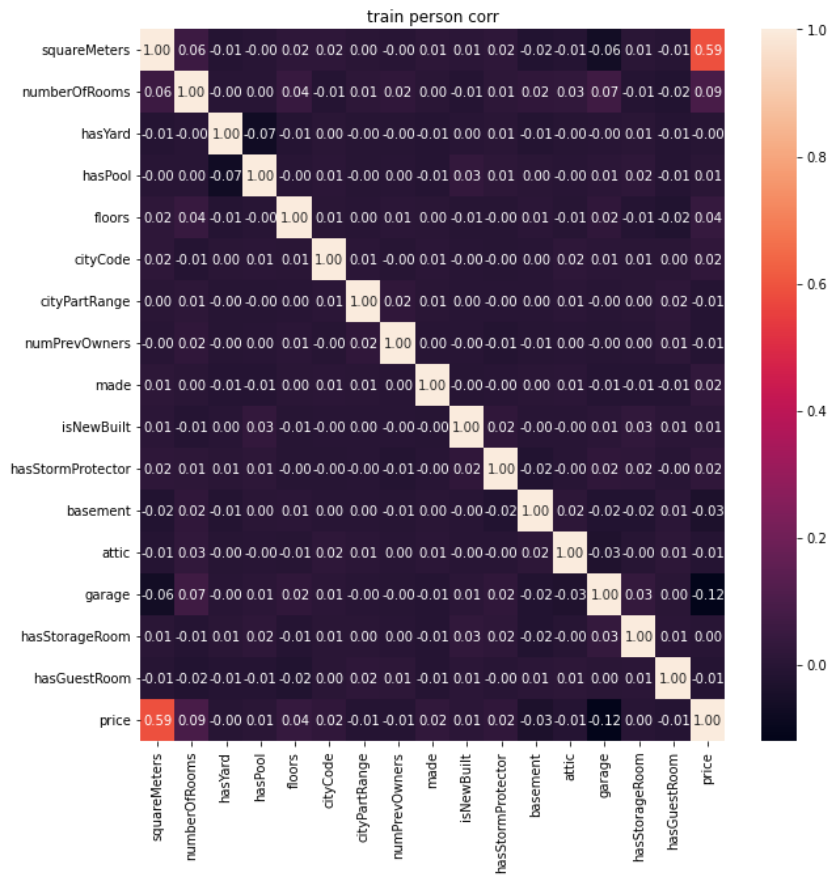 train person corr
squareMeters 1.00 0.06 -0.01 -0.00 0.02 0.02 0.00 -0.00 0.01 0.01 0.02 -0.02 -0.01 -0.06 0.01 -0.01 0.59
numberOfRooms 0.06 1.00 -0.00 0.00 0.04 -0.01 0.01 0.02 0.00 -0.01 0.01 0.02 0.03 0.07 -0.01 -0.02 0.09
hasYard -0.01 -0.00 1.00 -0.07 -0.01 0.00 -0.00 -0.00 -0.01 0.00 0.01 -0.01 -0.00 -0.00 0.01 -0.01 -0.00
hasPool -0.00 0.00 -0.07 1.00 -0.00 0.01 -0.00 0.00 -0.01 0.03 0.01 0.00 -0.00 0.01 0.02 -0.01 0.01
floors 0.02 0.04 -0.01 -0.00 1.00 0.01 0.00 0.01 0.00 -0.01 -0.00 0.01 -0.01 0.02 -0.01 -0.02 0.04
cityCode 0.02 -0.01 0.00 0.01 0.01 1.00 0.01 -0.00 0.01 -0.00 -0.00 0.00 0.02 0.01 0.01 0.00 0.02
cityPartRange 0.00 0.01 -0.00 -0.00 0.00 0.01 1.00 0.02 0.01 0.00 -0.00 0.00 0.01 -0.00 0.00 0.02 -0.01
numPrevOwners -0.00 0.02 -0.00 0.00 0.01 -0.00 0.02 1.00 0.00 -0.00 -0.01 -0.01 0.00 -0.00 0.00 0.01 -0.01
made 0.01 0.00 -0.01 -0.01 0.00 0.01 0.01 0.00 1.00 -0.00 -0.00 0.00 0.01 -0.01 -0.01 -0.01 0.02
isNewBuilt 0.01 -0.01 0.00 0.03 -0.01 -0.00 0.00 -0.00 -0.00 1.00 0.02 -0.00 -0.00 0.01 0.03 0.01 0.01
hasStormProtector 0.02 0.01 0.01 0.01 -0.00 -0.00 -0.00 -0.01 -0.00 0.02 1.00 -0.02 -0.00 0.02 0.02 -0.00 0.02
basement -0.02 0.02 -0.01 0.00 0.01 0.00 0.00 -0.01 0.00 -0.00 -0.02 1.00 0.02 -0.02 -0.02 0.01 -0.03
attic -0.01 0.03 -0.00 -0.00 -0.01 0.02 0.01 0.00 0.01 -0.00 -0.00 0.02 1.00 -0.03 -0.00 0.01 -0.01
garage -0.06 0.07 -0.00 0.01 0.02 0.01 -0.00 -0.00 -0.01 0.01 0.02 -0.02 -0.03 1.00 0.03 0.00 -0.12
hasStorageRoom 0.01 -0.01 0.01 0.02 -0.01 0.01 0.00 0.00 -0.01 0.03 0.02 -0.02 -0.00 0.03 1.00 0.01 0.00
hasGuestRoom -0.01 -0.02 -0.01 -0.01 -0.02 0.00 0.02 0.01 -0.01 0.01 -0.00 0.01 0.01 0.00 0.01 1.00 -0.01
price 0.59 0.09 -0.00 0.01 0.04 0.02 -0.01 -0.01 0.02 0.01 0.02 -0.03 -0.01 -0.12 0.00 -0.01 1.00
squareMeters
numberOfRooms
hasYard
hasPool
floors
cityCode
cityPartRange
numPrevOwners
made
isNewBuilt
hasStormProtector
basement
attic
garage
hasStorageRoom
hasGuestRoom
price
1.0
0.8
0.6
0.4
0.2
0.0